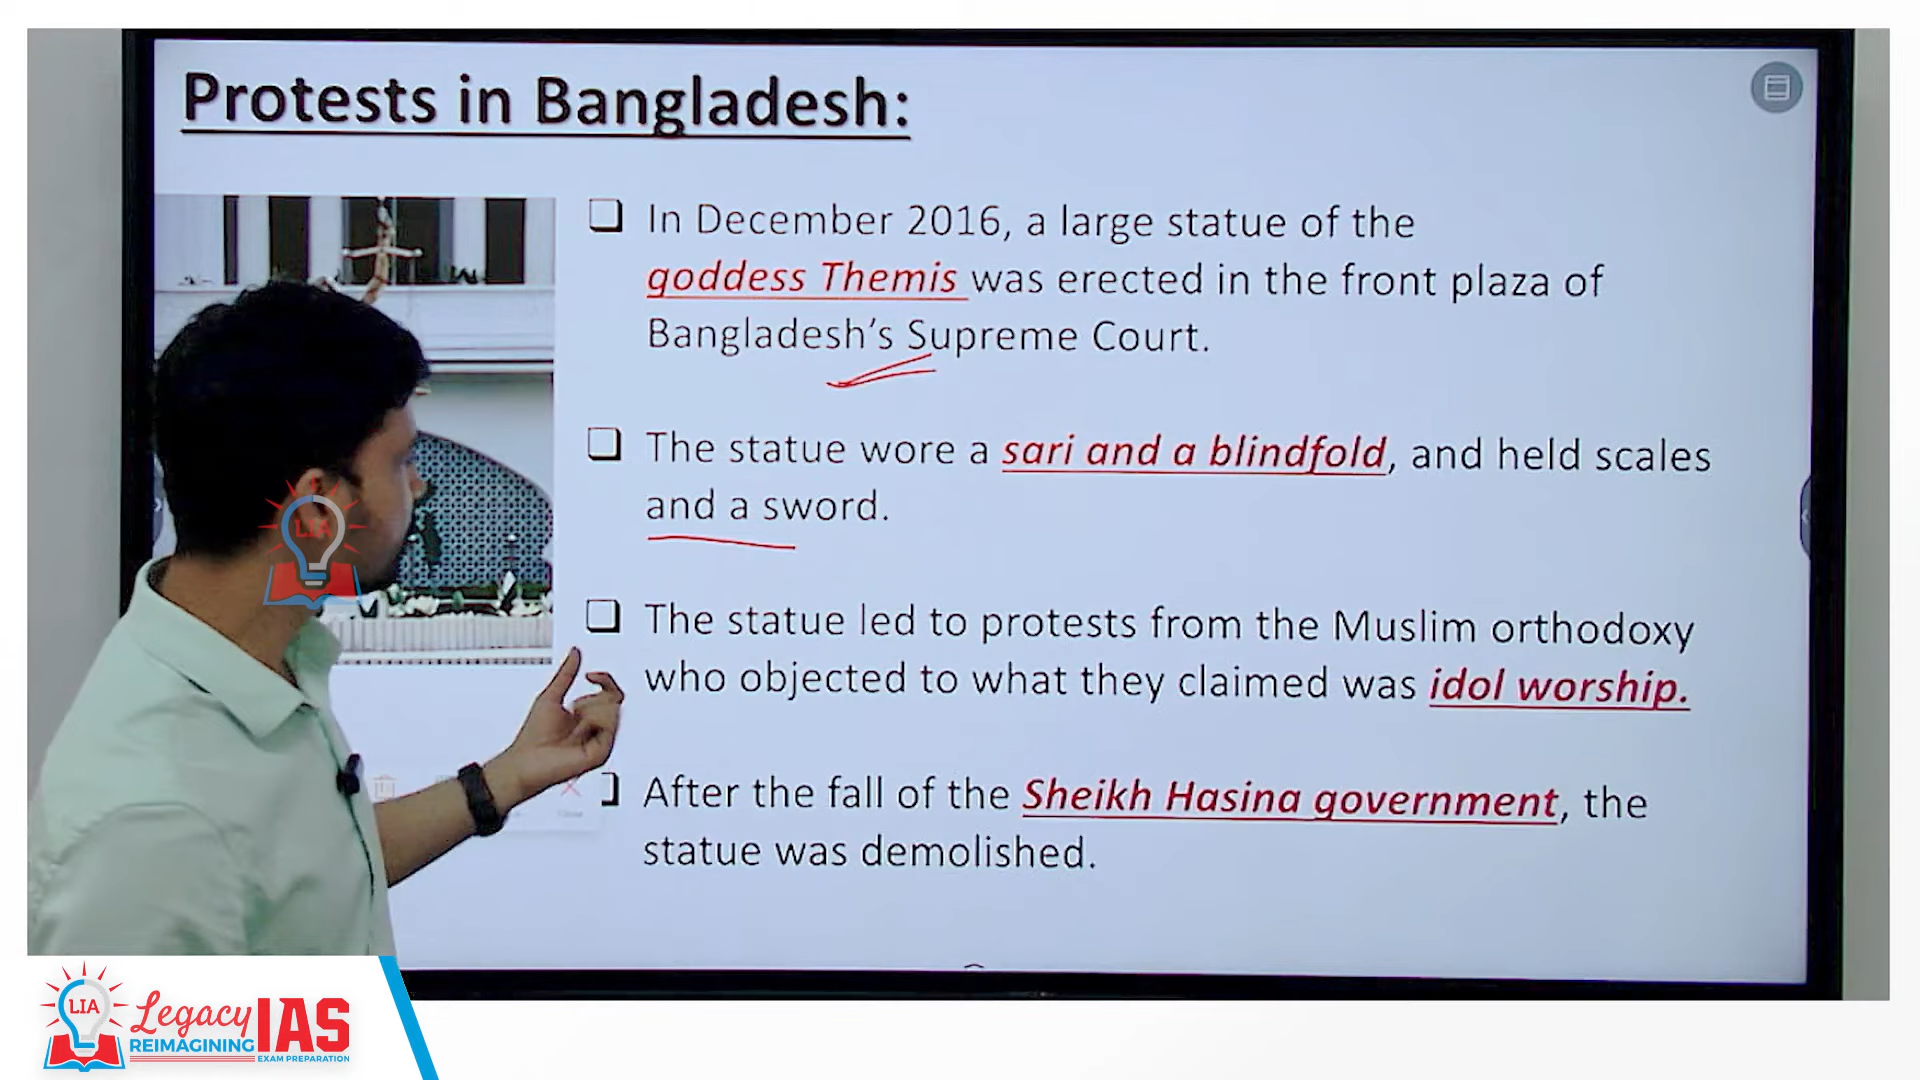 Protests in Bangladesh:
In December 2016, a large statue of the
goddess Themis was erected in the front plaza of
Bangladesh's Supreme Court.
The statue wore a sari and a blindfold, and held scales
and a sword.
The statue led to protests from the Muslim orthodoxy
who objected to what they claimed was idol worship.
After the fall of the Sheikh Hasina government, the
statue was demolished.
LIA
LIA
Legacy IAS
REIMAGINING
EXAM PREPARATION